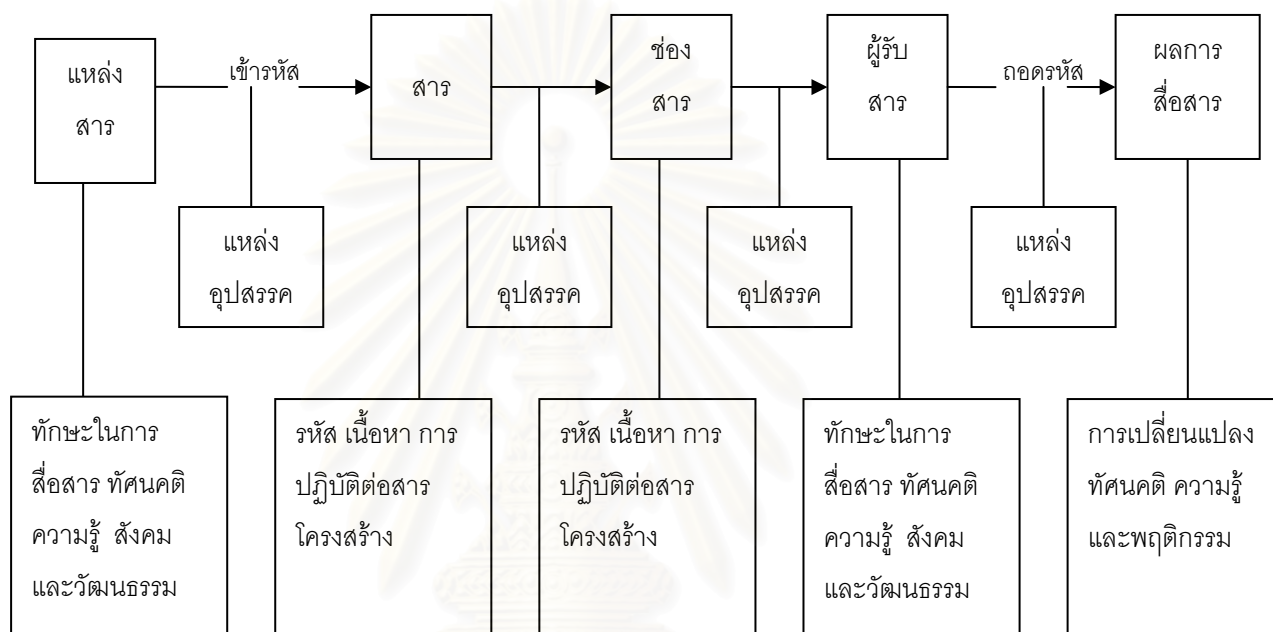 แหล่ง
สาร
เข้ารหัส
สาร
ช่อง
สาร
ผู้รับ
สาร
ถอดรหัส
ผลการ
สื่อสาร
แหล่ง
อุปสรรค
แหล่ง
อุปสรรค
แหล่ง
อุปสรรค
แหล่ง
อุปสรรค
ทักษะในการ
สื่อสาร ทัศนคติ
ความรู้ สังคม
และวัฒนธรรม
รหัส เนื้อหา การ
ปฏิบัติต่อสาร
โครงสร้าง
รหัส เนื้อหา การ
ปฏิบัติต่อสาร
โครงสร้าง
ทักษะในการ
สื่อสาร ทัศนคติ
ความรู้ สังคม
และวัฒนธรรม
การเปลี่ยนแปลง
ทัศนคติ ความรู้
และพฤติกรรม